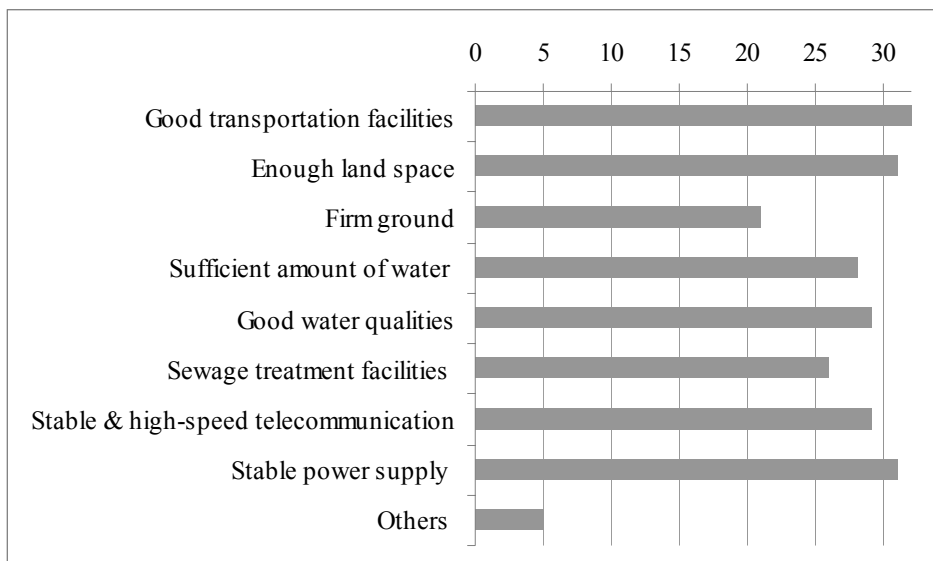 0 5 10 15 20 25 30
Good transportation facilities
Enough land space
Firm ground
Sufficient amount of water
Good water qualities
Sewage treatment facilities
Stable & high-speed telecommunication
Stable power supply
Others